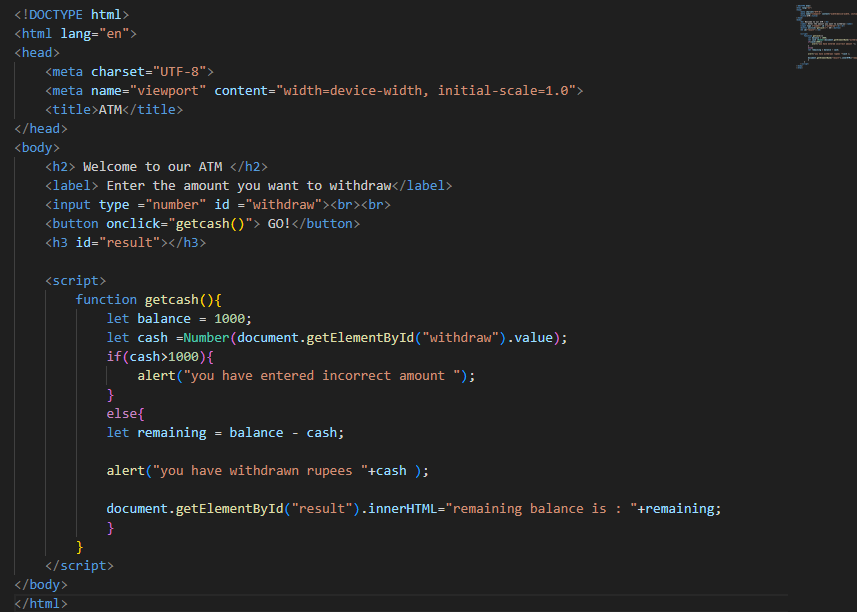 <!DOCTYPE html>
<html lang="en">
<head>
    <meta charset="UTF-8">
    <meta name="viewport" content="width=device-width, initial-scale=1.0">
    <title>ATM</title>
</head>
<body>
    <h2> Welcome to our ATM </h2>
    <label> Enter the amount you want to withdraw</label>
    <input type ="number" id ="withdraw"><br><br>
    <button onclick="getcash()"> GO!</button>
    <h3 id="result"></h3>

    <script>
        function getcash(){
            let balance = 1000;
            let cash =Number(document.getElementById("withdraw").value);
            if(cash>1000){
                alert("you have entered incorrect amount ");
            }
            else{
            let remaining = balance - cash;

            alert("you have withdrawn rupees "+cash );

            document.getElementById("result").innerHTML="remaining balance is : "+remaining;
            }
        }
    </script>
</body>
</html>